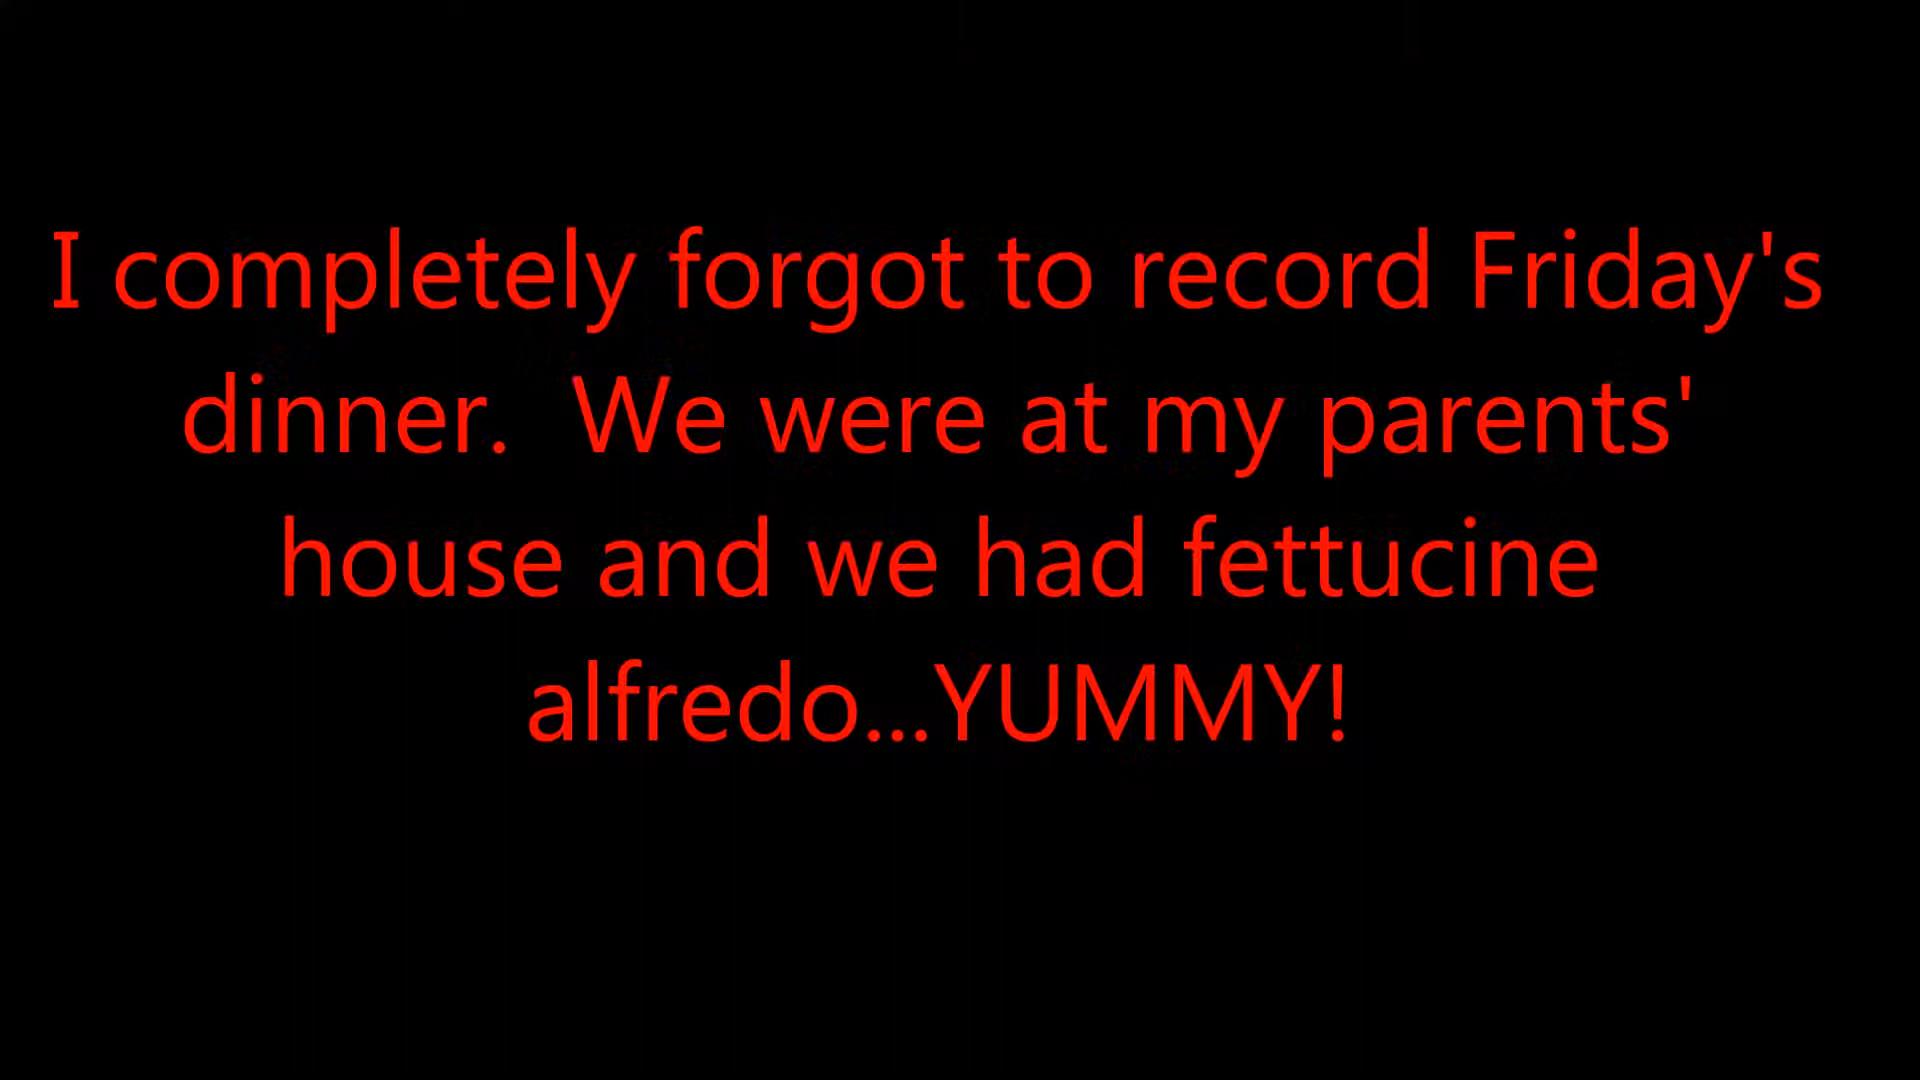 I completely forgot to record Friday's
dinner.  We were at my parents'
house and we had fettucine
alfredo...YUMMY!